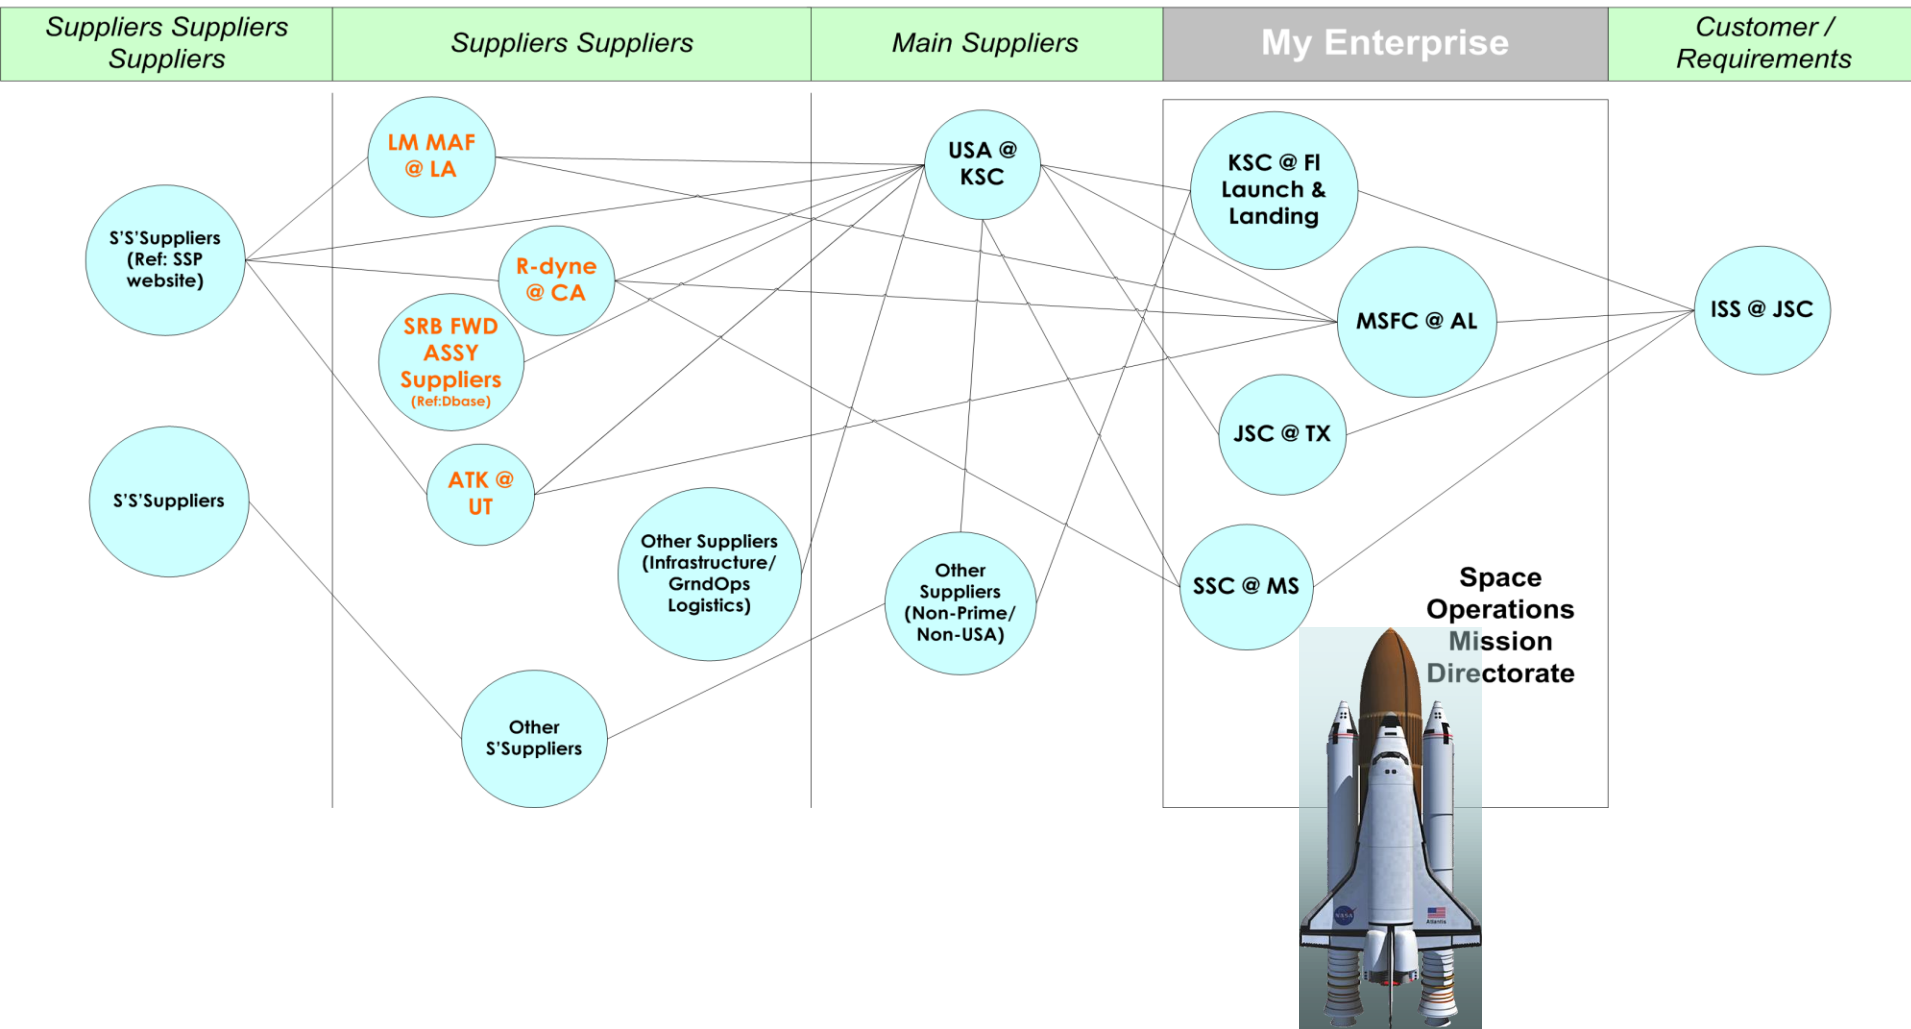 Suppliers Suppliers
Suppliers
Suppliers Suppliers
Main Suppliers
My Enterprise
Customer /
Requirements
LM MAF
@ LA
USA @
KSC
KSC @ Fl
Launch &
Landing
S'S'Suppliers
(Ref: SSP
website)
R-dyne
@ CA
SRB FWD
ASSY
Suppliers
(Ref:Dbase)
MSFC @ AL
ISS @ JSC
JSC @ TX
S'S'Suppliers
ATK @
UT
Other Suppliers
(Infrastructure/
GrndOps
Logistics)
Other
Suppliers
(Non-Prime/
Non-USA)
SSC @ MS
Space
Operations
Mission
Directorate
Other
S'Suppliers
NASA
Atlantis